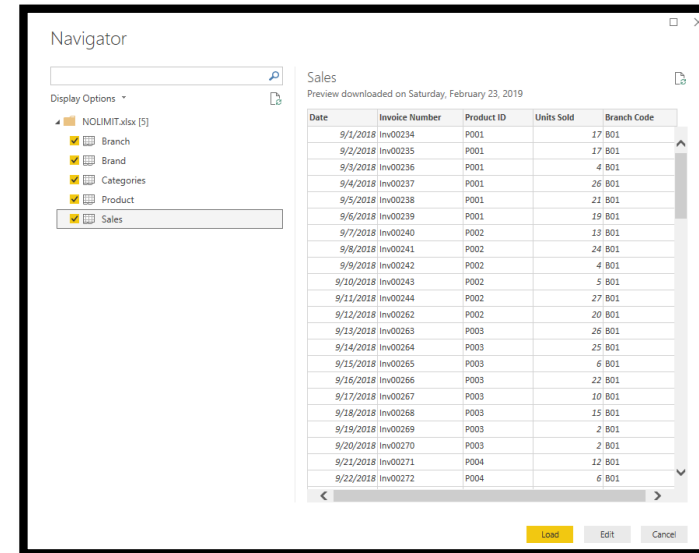 Navigator
Display Options
NOLIMIT.xlsx [5]
Branch
Brand
Categories
Product
Sales
Sales
Preview downloaded on Saturday, February 23, 2019
Date Invoice Number Product ID Units Sold Branch Code
9/1/2018 Inv00234 P001 17 B01
9/2/2018 Inv00235 P001 17 B01
9/3/2018 Inv00236 P001 4 B01
9/4/2018 Inv00237 P001 26 B01
9/5/2018 Inv00238 P001 21 B01
9/6/2018 Inv00239 P001 19 B01
9/7/2018 Inv00240 P002 13 B01
9/8/2018 Inv00241 P002 24 B01
9/9/2018 Inv00242 P002 4 B01
9/10/2018 Inv00243 P002 5 B01
9/11/2018 Inv00244 P002 27 B01
9/12/2018 Inv00262 P002 20 B01
9/13/2018 Inv00263 P003 26 B01
9/14/2018 Inv00264 P003 25 B01
9/15/2018 Inv00265 P003 6 B01
9/16/2018 Inv00266 P003 22 B01
9/17/2018 Inv00267 P003 10 B01
9/18/2018 Inv00268 P003 15 B01
9/19/2018 Inv00269 P003 2 B01
9/20/2018 Inv00270 P003 2 B01
9/21/2018 Inv00271 P004 12 B01
9/22/2018 Inv00272 P004 6 B01
Load Edit Cancel